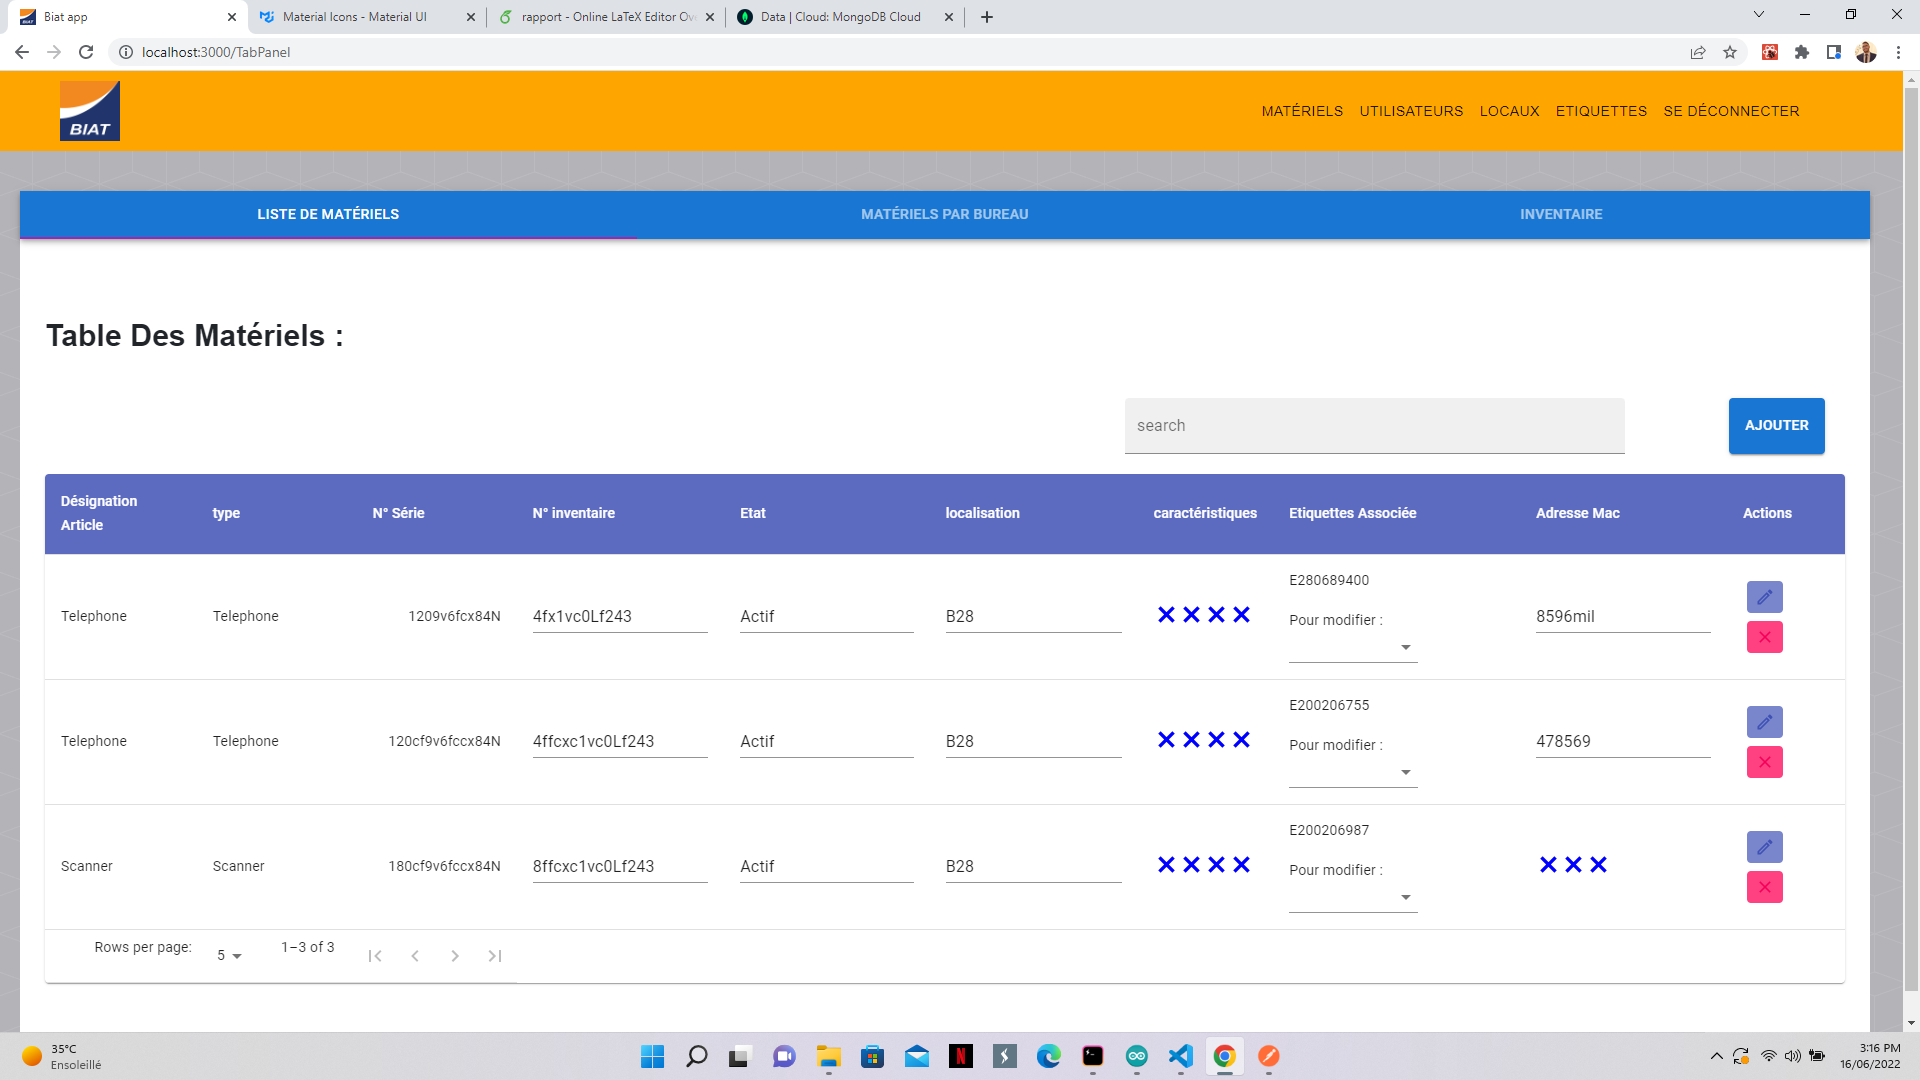 Biat app
Material Icons - Material UI
rapport - Online LaTeX Editor Ov
Data | Cloud: MongoDB Cloud
localhost:3000/TabPanel
BIAT
MATÉRIELS UTILISATEURS LOCAUX ETIQUETTES SE DÉCONNECTER
LISTE DE MATÉRIELS MATÉRIELS PAR BUREAU INVENTAIRE
Table Des Matériels :
search
AJOUTER
Désignation Article type N° Série N° inventaire Etat localisation caractéristiques Etiquettes Associée Adresse Mac Actions
E280689400
Telephone Telephone 1209v6fcx84N 4fx1vc0Lf243 Actif B28 Pour modifier : 8596mil
E200206755
Telephone Telephone 120cf9v6fccx84N 4ffcxc1vc0Lf243 Actif B28 Pour modifier : 478569
E200206987
Scanner Scanner 180cf9v6fccx84N 8ffcxc1vc0Lf243 Actif B28 Pour modifier :
Rows per page: 5 1–3 of 3
35°C
Ensoleillé
3:16 PM
16/06/2022